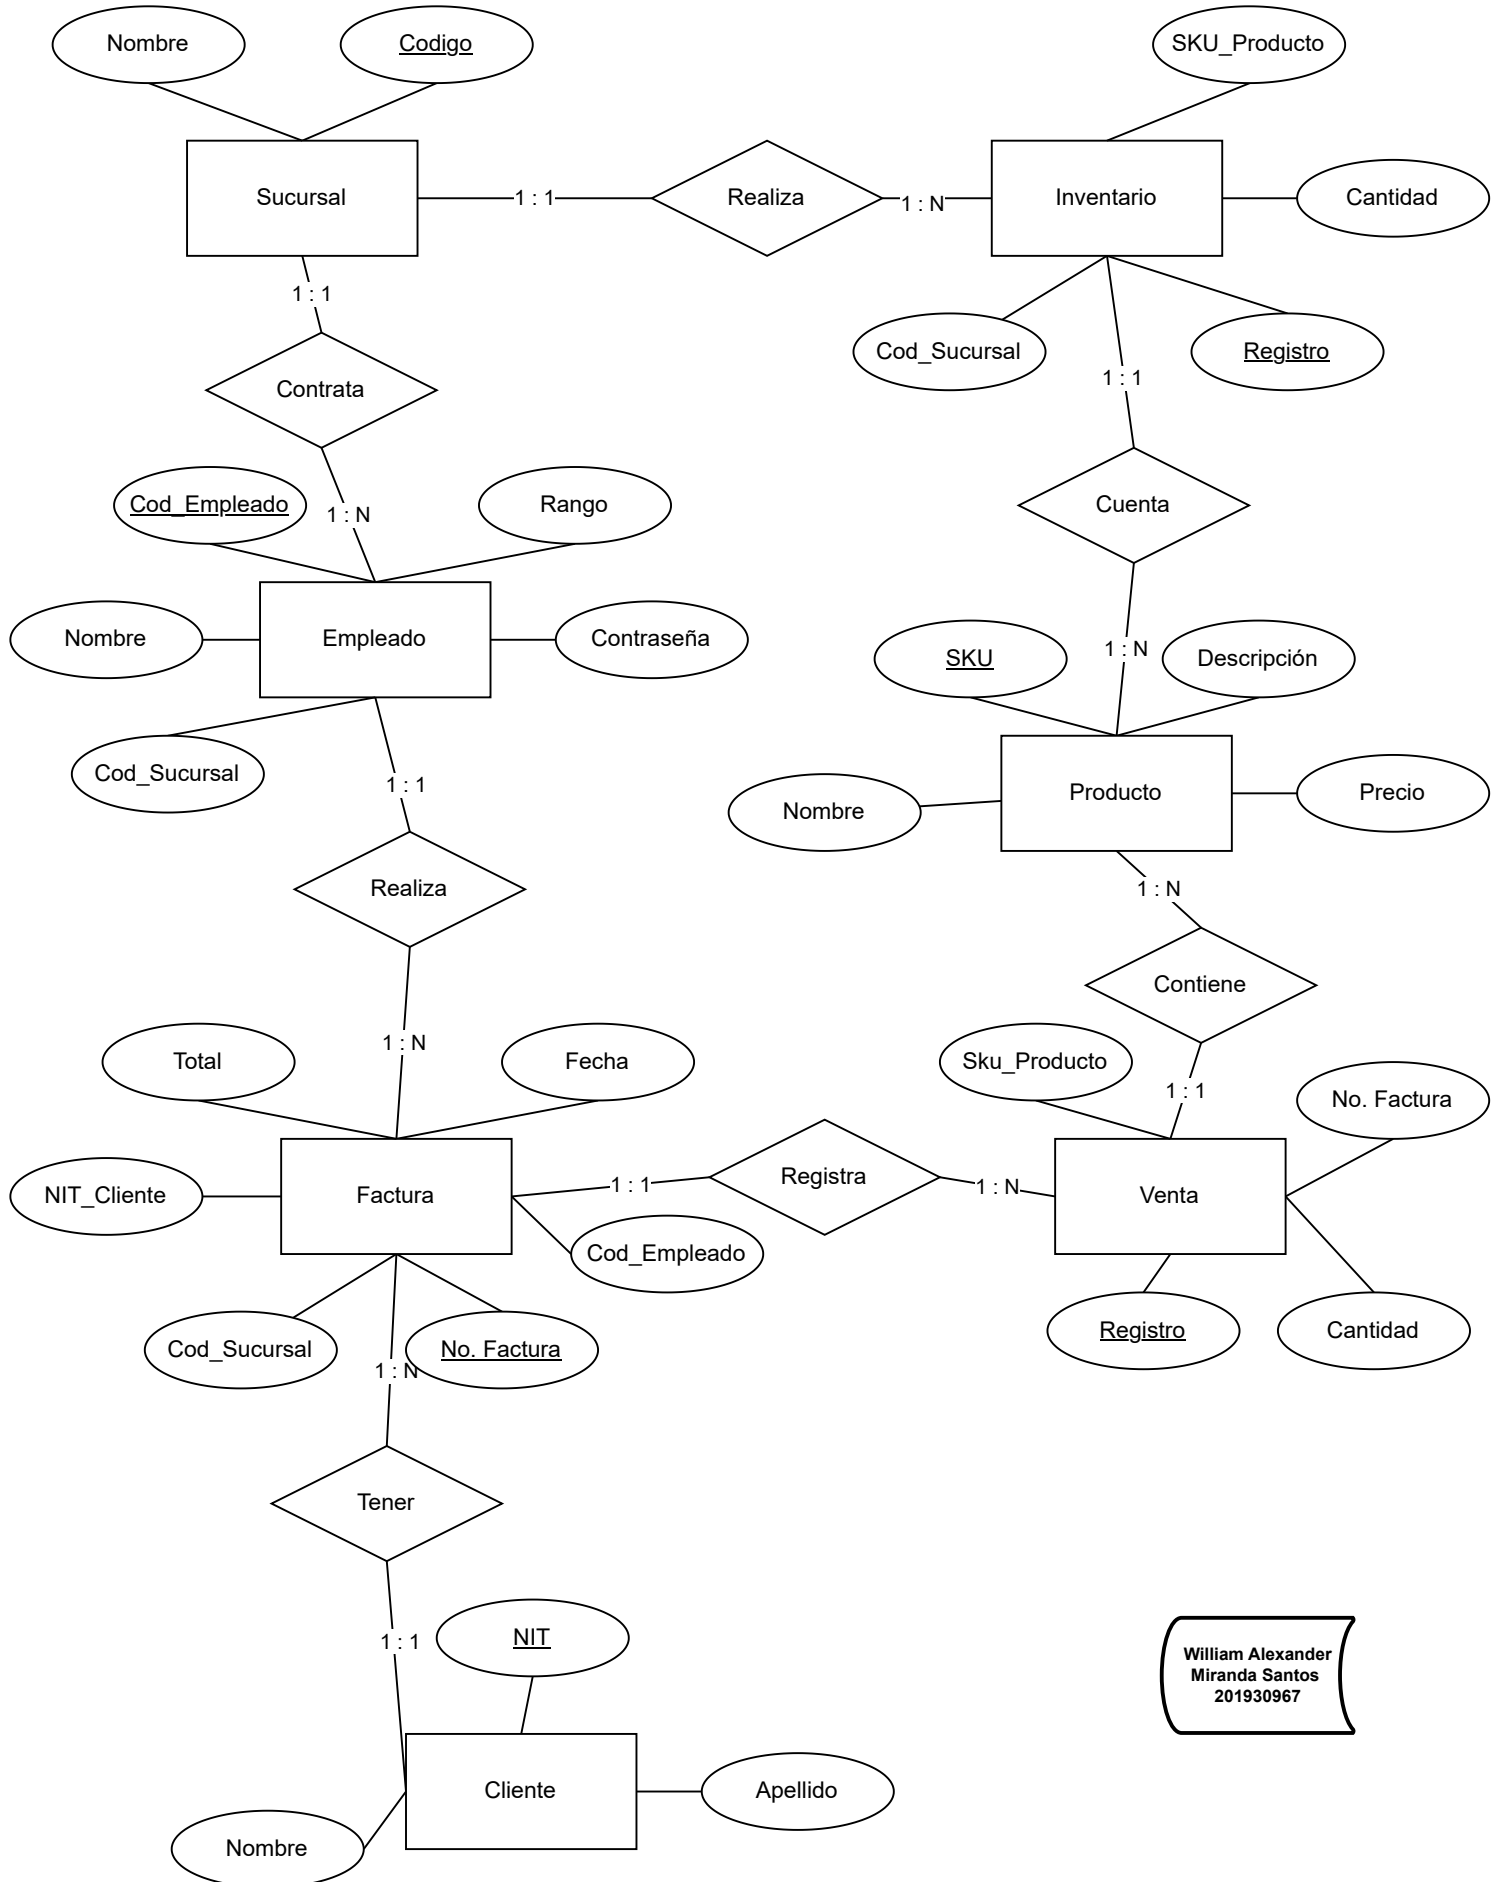 Nombre
Codigo
SKU_Producto
Sucursal
1 : 1
Realiza
1 : N
Inventario
Cantidad
1 : 1
Cod_Sucursal
Registro
1 : 1
Contrata
Cod_Empleado
1 : N
Rango
Cuenta
Nombre
Empleado
Contraseña
1 : N
SKU
Descripción
Cod_Sucursal
1 : 1
Nombre
Producto
Precio
Realiza
1 : N
Contiene
1 : N
Total
Fecha
Sku_Producto
1 : 1
No. Factura
NIT_Cliente
Factura
1 : 1
Registra
1 : N
Venta
Cod_Empleado
Cod_Sucursal
1 : N
No. Factura
Registro
Cantidad
Tener
1 : 1
NIT
William Alexander
Miranda Santos
201930967
Cliente
Apellido
Nombre